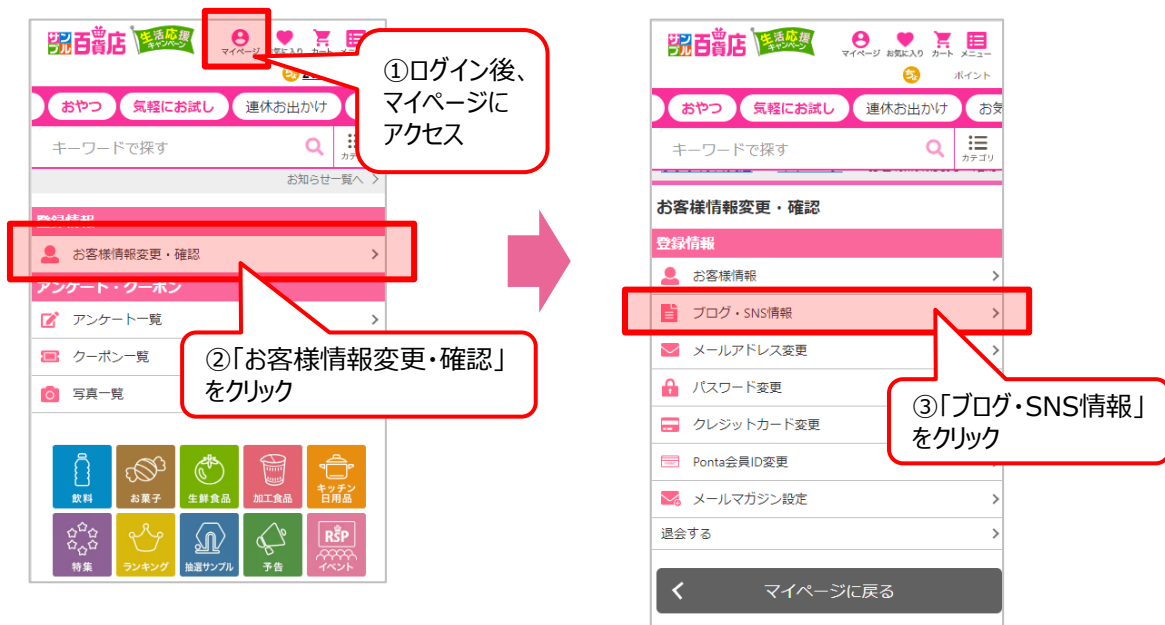 サンプル百貨店
生活応援
キャンペーン
マイページ
お気に入り
カート
メニュー
①ログイン後、
マイページに
アクセス
おやつ
気軽にお試し
連休お出かけ
キーワードで探す
お知らせ一覧へ
登録情報
お客様情報変更・確認
アンケート・クーポン
アンケート一覧
クーポン一覧
写真一覧
②「お客様情報変更・確認」
をクリック
飲料
お菓子
生鮮食品
加工食品
キッチン
日用品
特集
ランキング
抽選サンプル
予告
RSP
イベント
サンプル百貨店
生活応援
キャンペーン
マイページ
お気に入り
カート
メニュー
ポイント
おやつ
気軽にお試し
連休お出かけ
お気
キーワードで探す
カテゴリ
お客様情報変更・確認
登録情報
お客様情報
ブログ・SNS情報
メールアドレス変更
パスワード変更
クレジットカード変更
Ponta会員ID変更
メールマガジン設定
退会する
③「ブログ・SNS情報」
をクリック
マイページに戻る